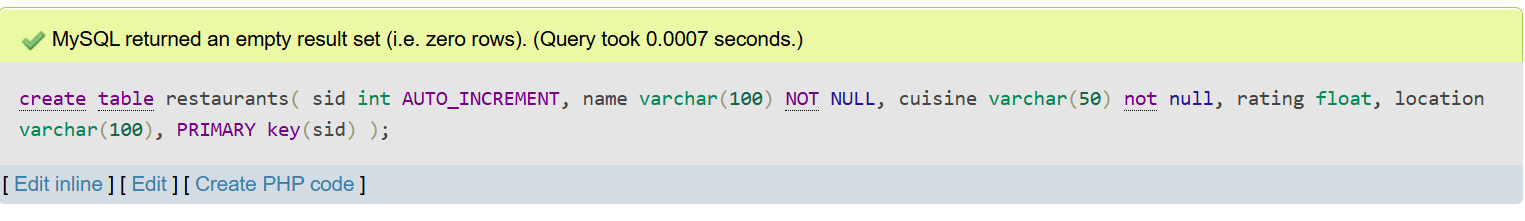 MySQL returned an empty result set (i.e. zero rows). (Query took 0.0007 seconds.)
create table restaurants( sid int AUTO_INCREMENT, name varchar(100) NOT NULL, cuisine varchar(50) not null, rating float, location
varchar(100), PRIMARY key(sid) );
[ Edit inline ] [ Edit ] [ Create PHP code ]